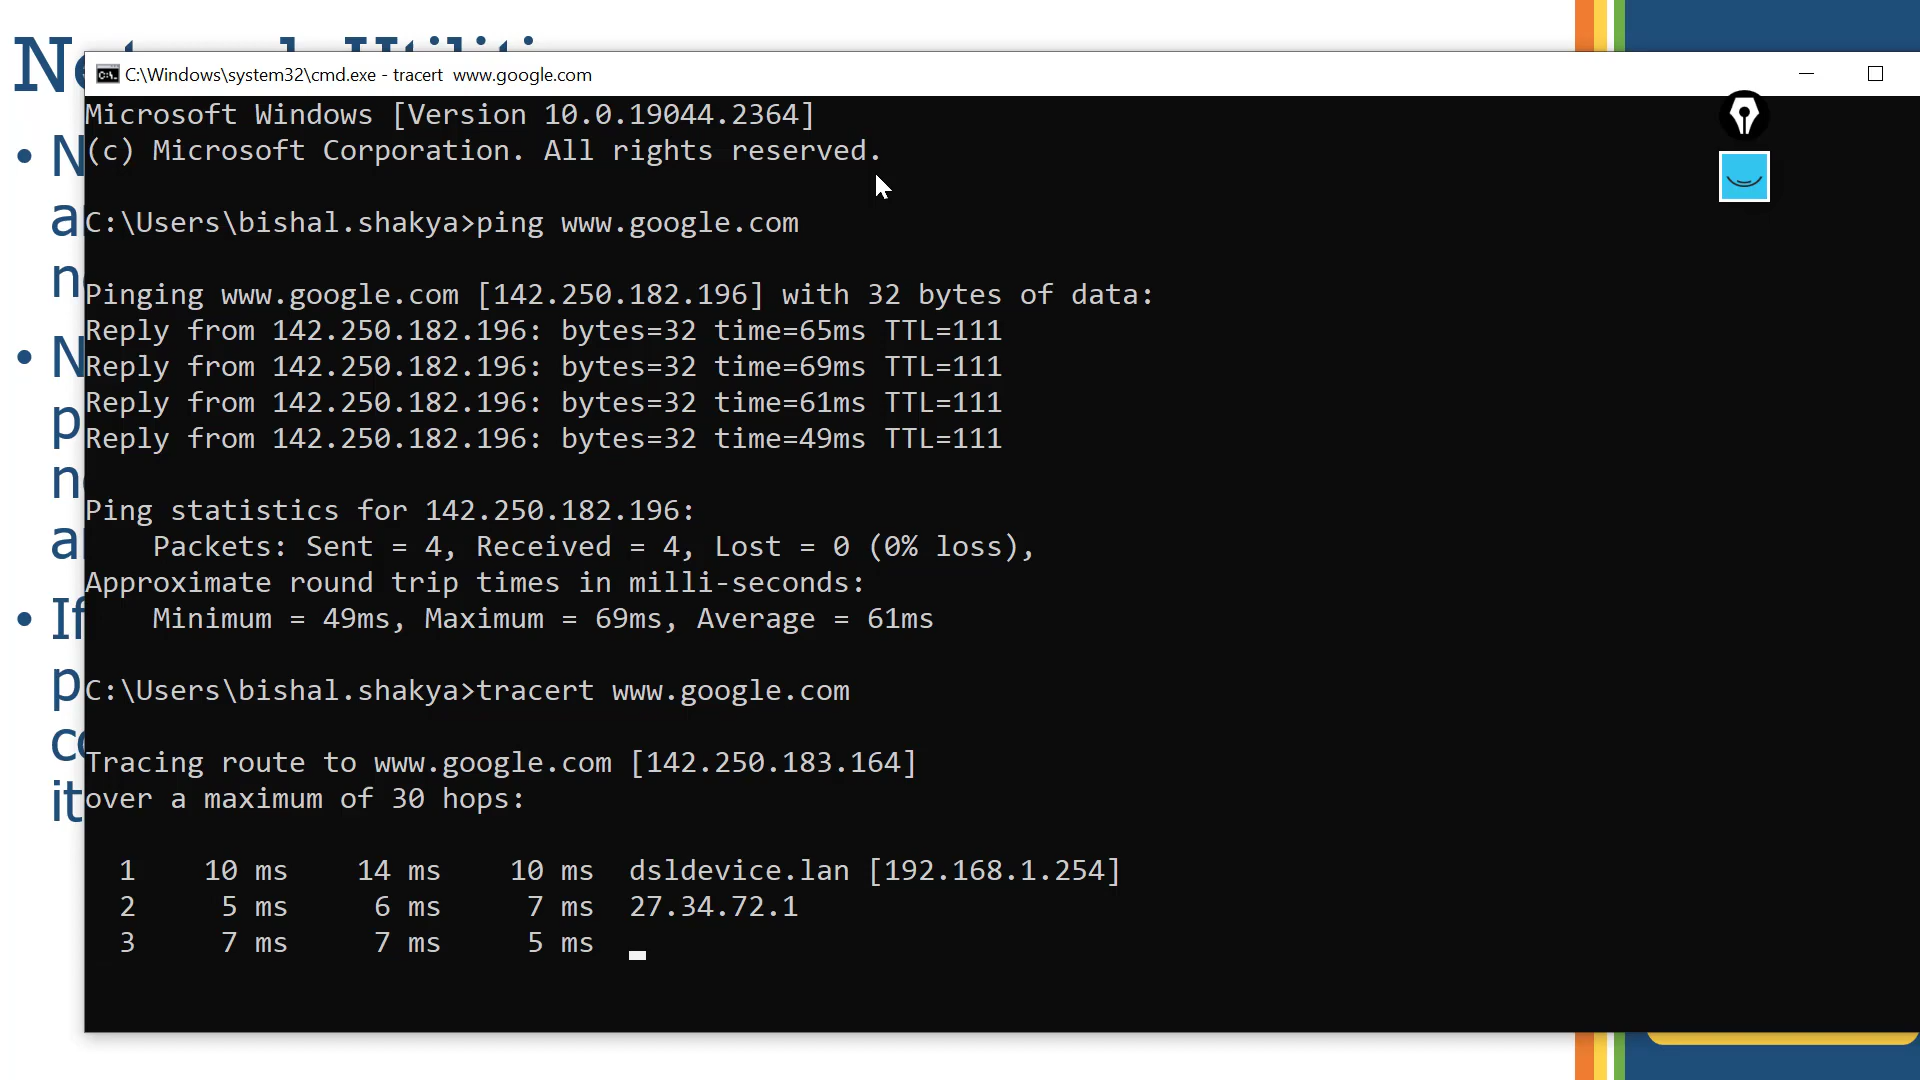 C:\Windows\system32\cmd.exe - tracert  www.google.com
Microsoft Windows [Version 10.0.19044.2364]
(c) Microsoft Corporation. All rights reserved.
C:\Users\bishal.shakya>ping www.google.com
Pinging www.google.com [142.250.182.196] with 32 bytes of data:
Reply from 142.250.182.196: bytes=32 time=65ms TTL=111
Reply from 142.250.182.196: bytes=32 time=69ms TTL=111
Reply from 142.250.182.196: bytes=32 time=61ms TTL=111
Reply from 142.250.182.196: bytes=32 time=49ms TTL=111
Ping statistics for 142.250.182.196:
    Packets: Sent = 4, Received = 4, Lost = 0 (0% loss),
Approximate round trip times in milli-seconds:
    Minimum = 49ms, Maximum = 69ms, Average = 61ms
C:\Users\bishal.shakya>tracert www.google.com
Tracing route to www.google.com [142.250.183.164]
over a maximum of 30 hops:
  1    10 ms    14 ms    10 ms  dsldevice.lan [192.168.1.254]
  2     5 ms     6 ms     7 ms  27.34.72.1
  3     7 ms     7 ms     5 ms